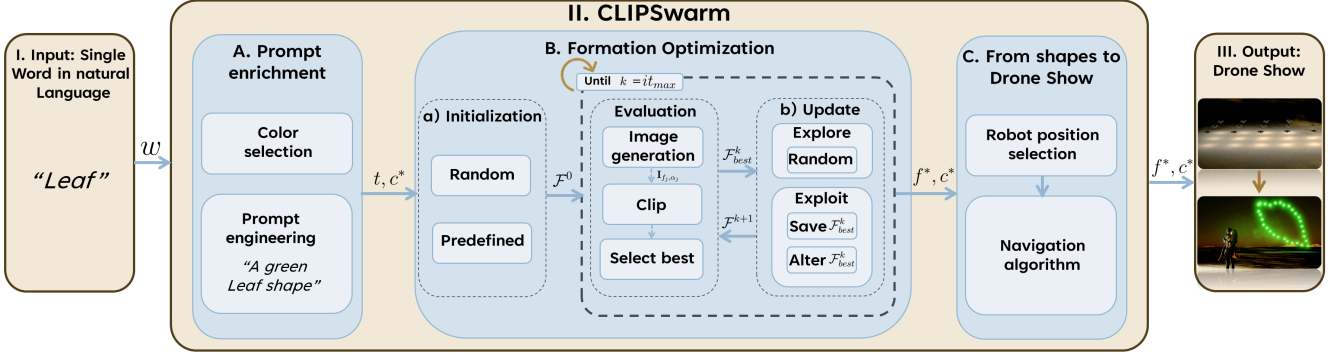 II. CLIPSwarm
I. Input: Single
Word in natural
Language
“Leaf”
w
A. Prompt
enrichment
Color
selection
Prompt
engineering
“A green
Leaf shape”
t, c*
B. Formation Optimization
Until k = it_max
a) Initialization
Random
Predefined
F^0
Evaluation
Image
generation
I_{f_j, α_j}
Clip
Select best
F^k_best
F^{k+1}
b) Update
Explore
Random
Exploit
Save F^k_best
Alter F^k_best
f*, c*
C. From shapes to
Drone Show
Robot position
selection
Navigation
algorithm
f*, c*
III. Output:
Drone Show